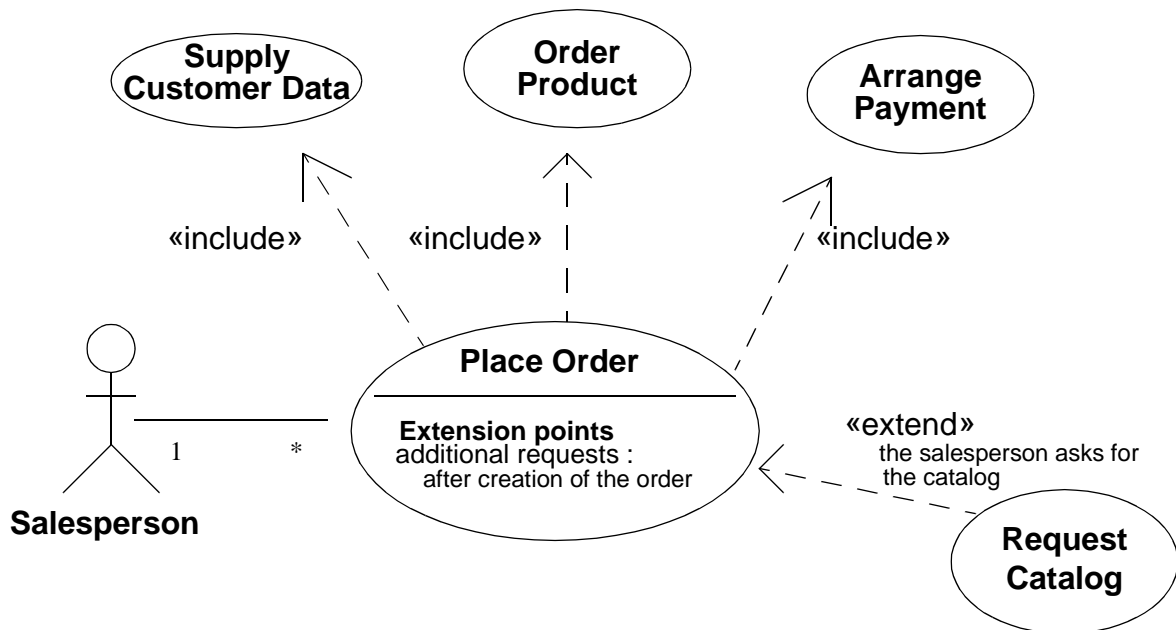 Supply
Customer Data
Order
Product
Arrange
Payment
«include»
«include»
«include»
Place Order
Extension points
additional requests :
after creation of the order
1
*
Salesperson
«extend»
the salesperson asks for
the catalog
Request
Catalog